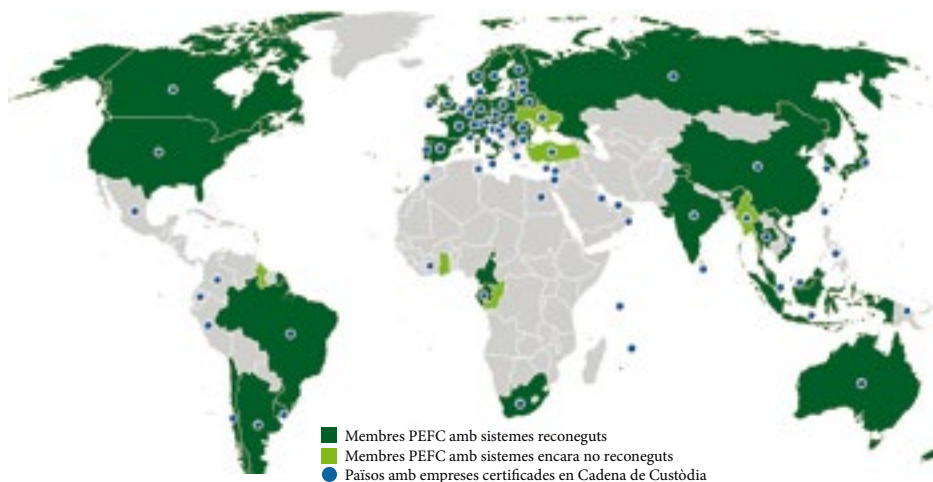 Membres PEFC amb sistemes reconeguts
Membres PEFC amb sistemes encara no reconeguts
Països amb empreses certificades en Cadena de Custòdia